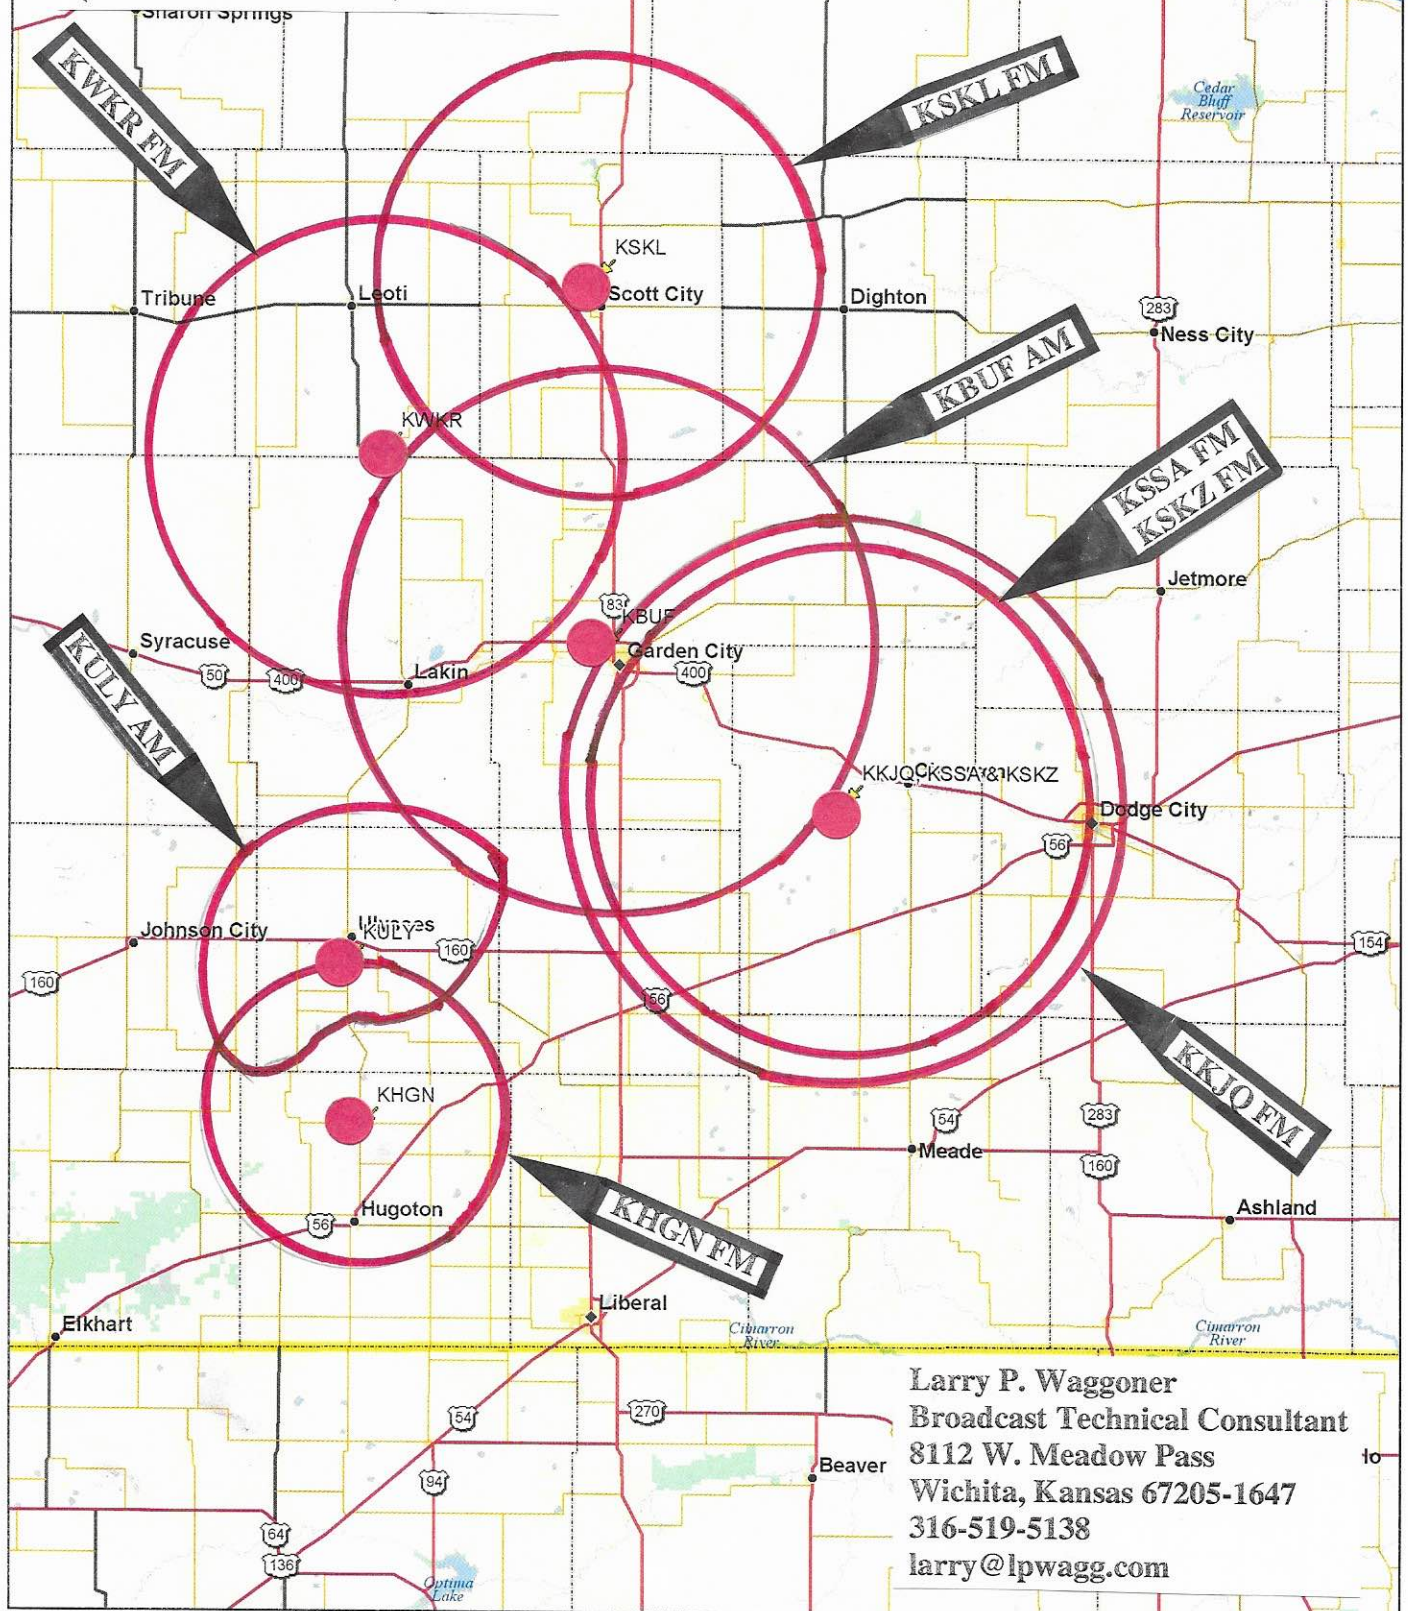 Sharon Springs
KWKR FM
KSKL FM
Cedar
Bluff
Reservoir
KSKL
Tribune
Leoti
Scott City
Dighton
283
Ness City
KBUF AM
KWKR
KSSA FM
KSKZ FM
Jetmore
83
KBUF
Syracuse
Garden City
50
400
Lakin
400
KULY AM
KKJQ, KSSA & KSKZ
Dodge City
56
Johnson City
KULY
160
154
160
56
KKJQ FM
KHGN
54
283
Meade
160
KHGN FM
Hugoton
56
Ashland
Liberal
Elkhart
Cimarron
River
Cimarron
River
Larry P. Waggoner
Broadcast Technical Consultant
8112 W. Meadow Pass
Wichita, Kansas 67205-1647
316-519-5138
larry@lpwagg.com
54
270
Beaver
94
64
136
Optima
Lake